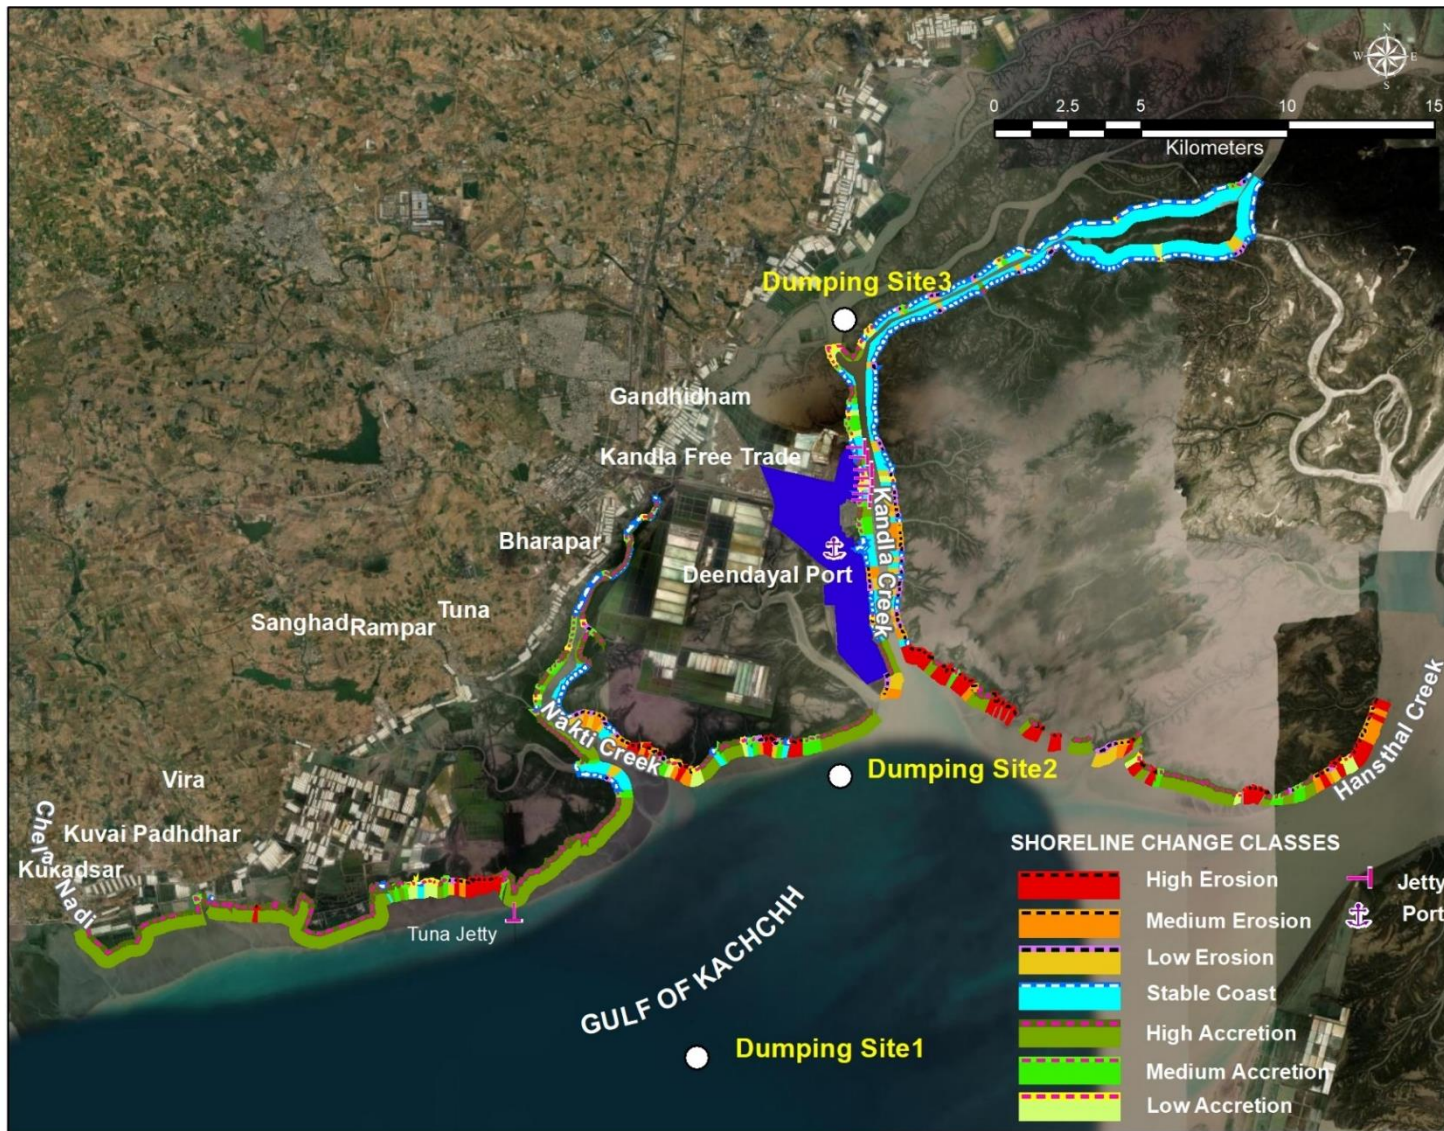 N
W E
S
0 2.5 5 10 15
Kilometers
Dumping Site3
Gandhidham
Kandla Free Trade
Kandla Creek
Bharapar
Deendayal Port
Tuna
Sanghad
Rampar
Nakti Creek
Hansthal Creek
Dumping Site2
Vira
Chela Nadi
Kuvai Padhdhar
Kukadsar
Tuna Jetty
GULF OF KACHCHH
Dumping Site1
SHORELINE CHANGE CLASSES
High Erosion
Jetty
Medium Erosion
Port
Low Erosion
Stable Coast
High Accretion
Medium Accretion
Low Accretion